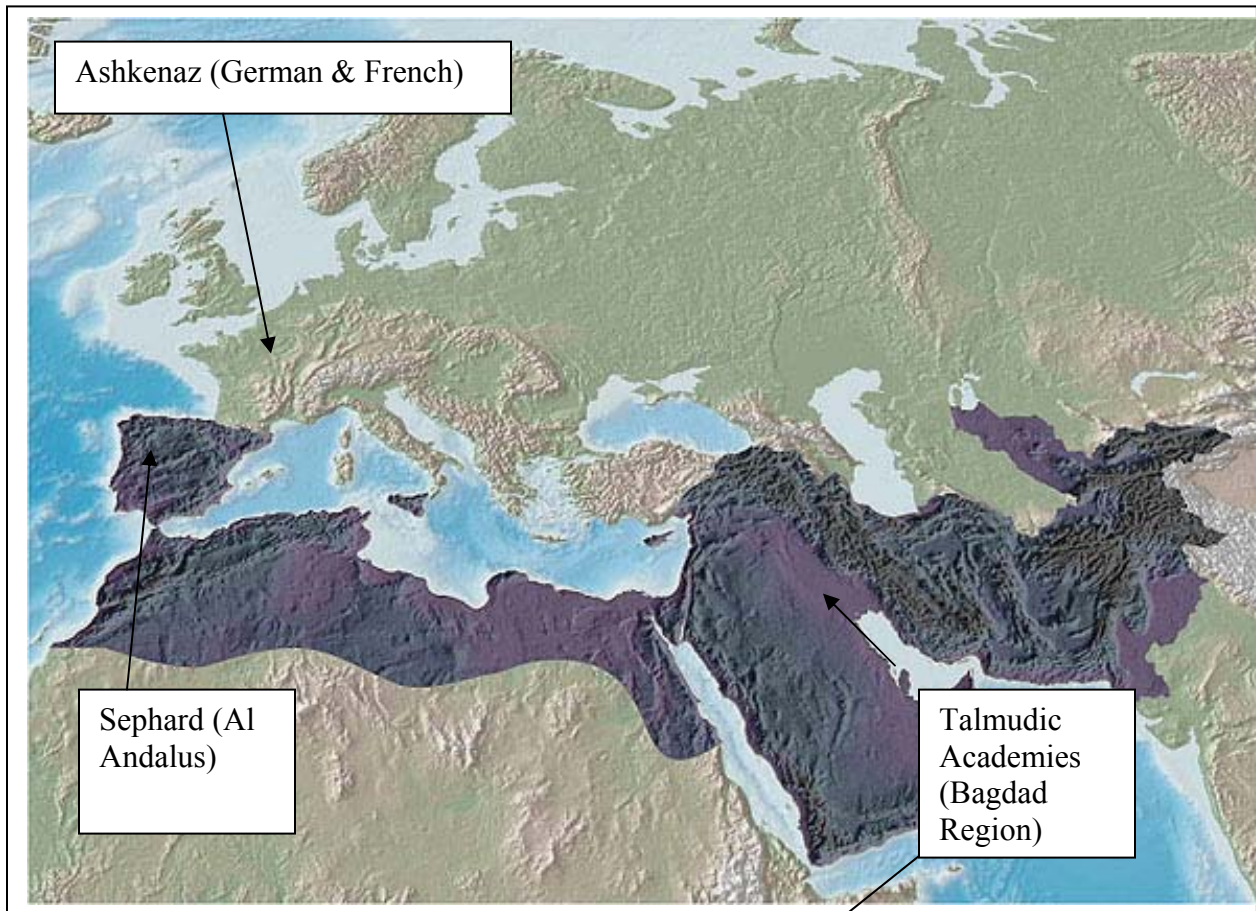 Ashkenaz (German & French)
Sephard (Al
Andalus)
Talmudic
Academies
(Bagdad
Region)